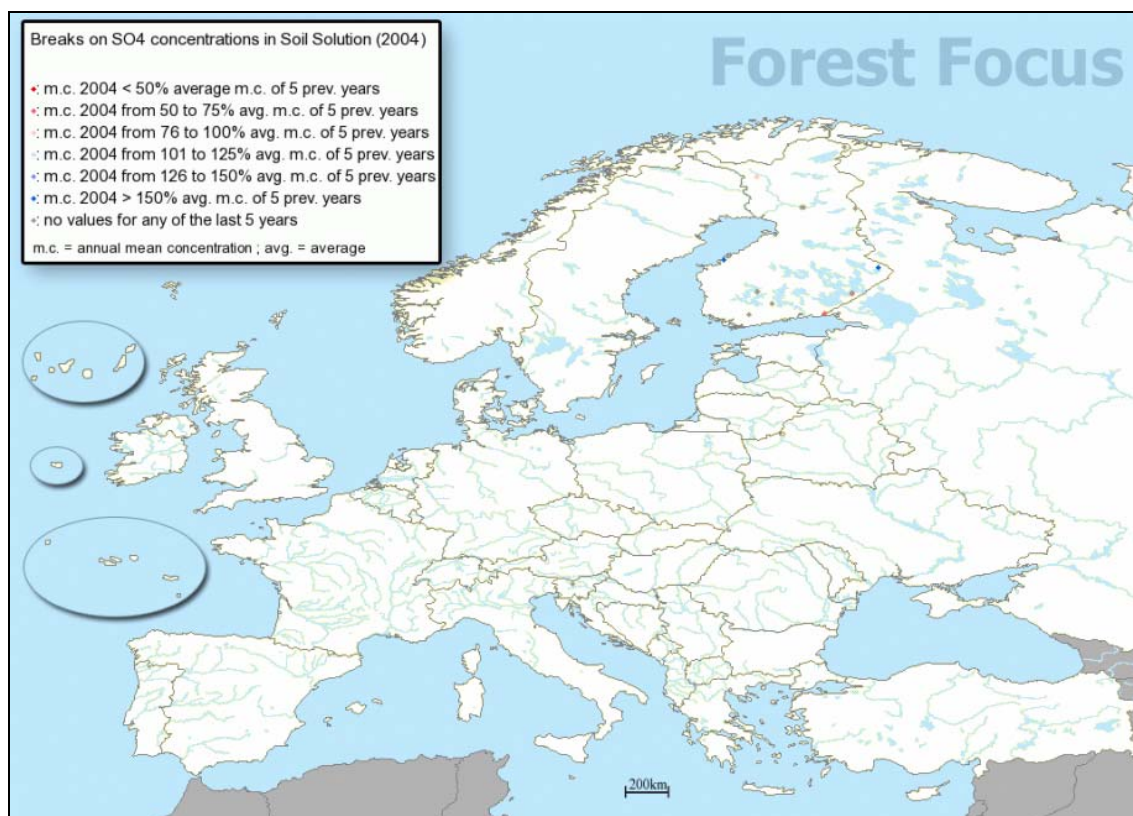 Breaks on SO4 concentrations in Soil Solution (2004)
Forest Focus
: m.c. 2004 < 50% average m.c. of 5 prev. years
: m.c. 2004 from 50 to 75% avg. m.c. of 5 prev. years
: m.c. 2004 from 76 to 100% avg. m.c. of 5 prev. years
: m.c. 2004 from 101 to 125% avg. m.c. of 5 prev. years
: m.c. 2004 from 126 to 150% avg. m.c. of 5 prev. years
: m.c. 2004 > 150% avg. m.c. of 5 prev. years
: no values for any of the last 5 years
m.c. = annual mean concentration ; avg. = average
200km